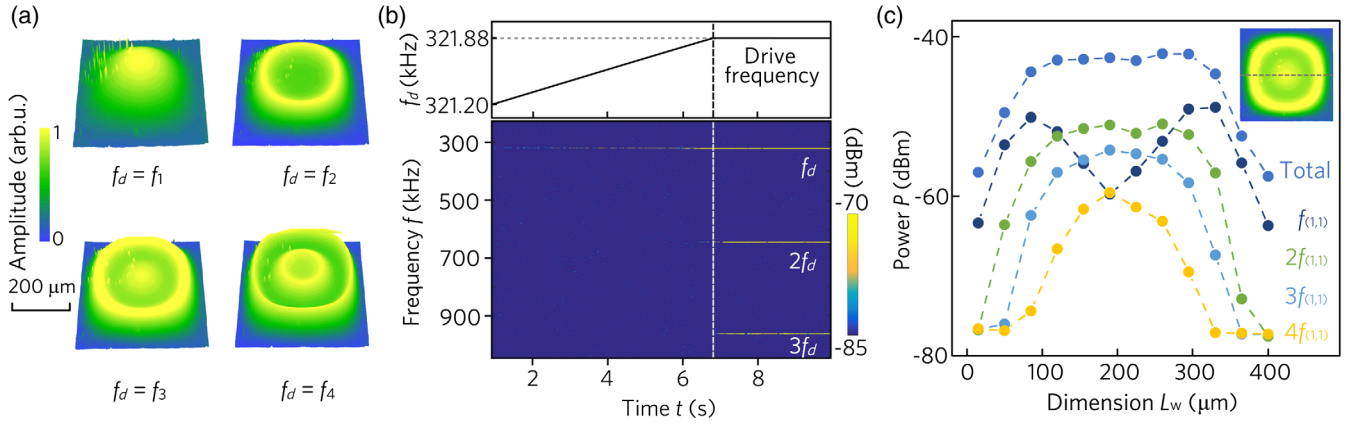 (a)
Amplitude (arb.u.)
1
0
200 μm
fd = f1
fd = f2
fd = f3
fd = f4
(b)
fd (kHz)
321.88
321.20
Drive
frequency
Frequency f (kHz)
300
500
700
900
fd
2fd
3fd
(dBm)
-70
-85
2
4
6
8
Time t (s)
(c)
Power P (dBm)
-40
-60
-80
Total
f(1,1)
2f(1,1)
3f(1,1)
4f(1,1)
0
100
200
300
400
Dimension Lw (μm)